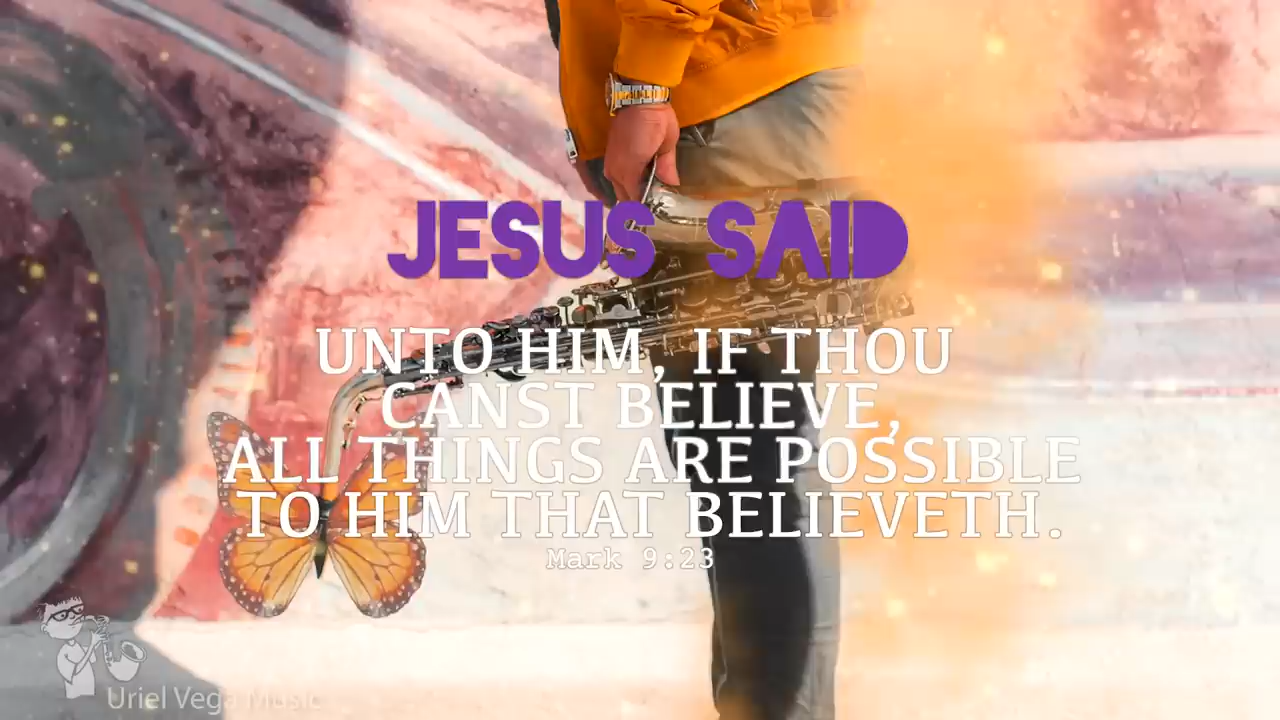 JESUS SAID
UNTO HIM, IF THOU
CANST BELIEVE,
ALL THINGS ARE POSSIBLE
TO HIM THAT BELIEVETH.
Mark 9:23
Uriel Vega Music